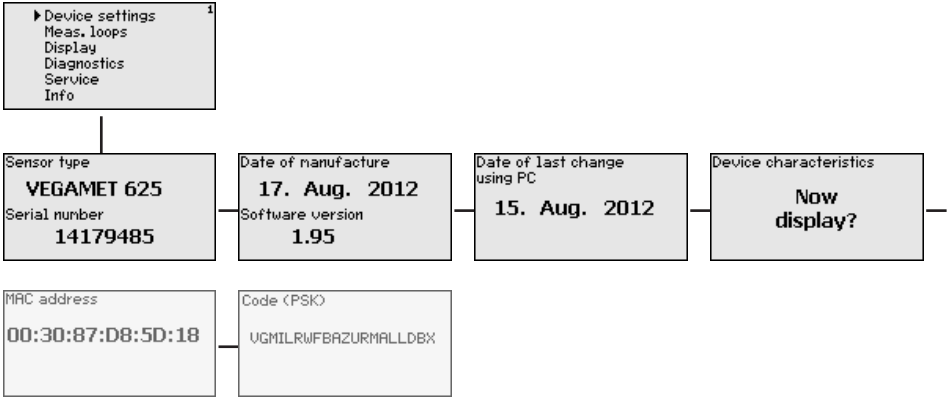 Device settings
1
Meas. loops
Display
Diagnostics
Service
Info
Sensor type
VEGAMET 625
Serial number
14179485
Date of manufacture
17. Aug. 2012
Software version
1.95
Date of last change
using PC
15. Aug. 2012
Device characteristics
Now
display?
MAC address
00:30:87:D8:5D:18
Code (PSK)
VGMILRWFBAZURMALLDBX